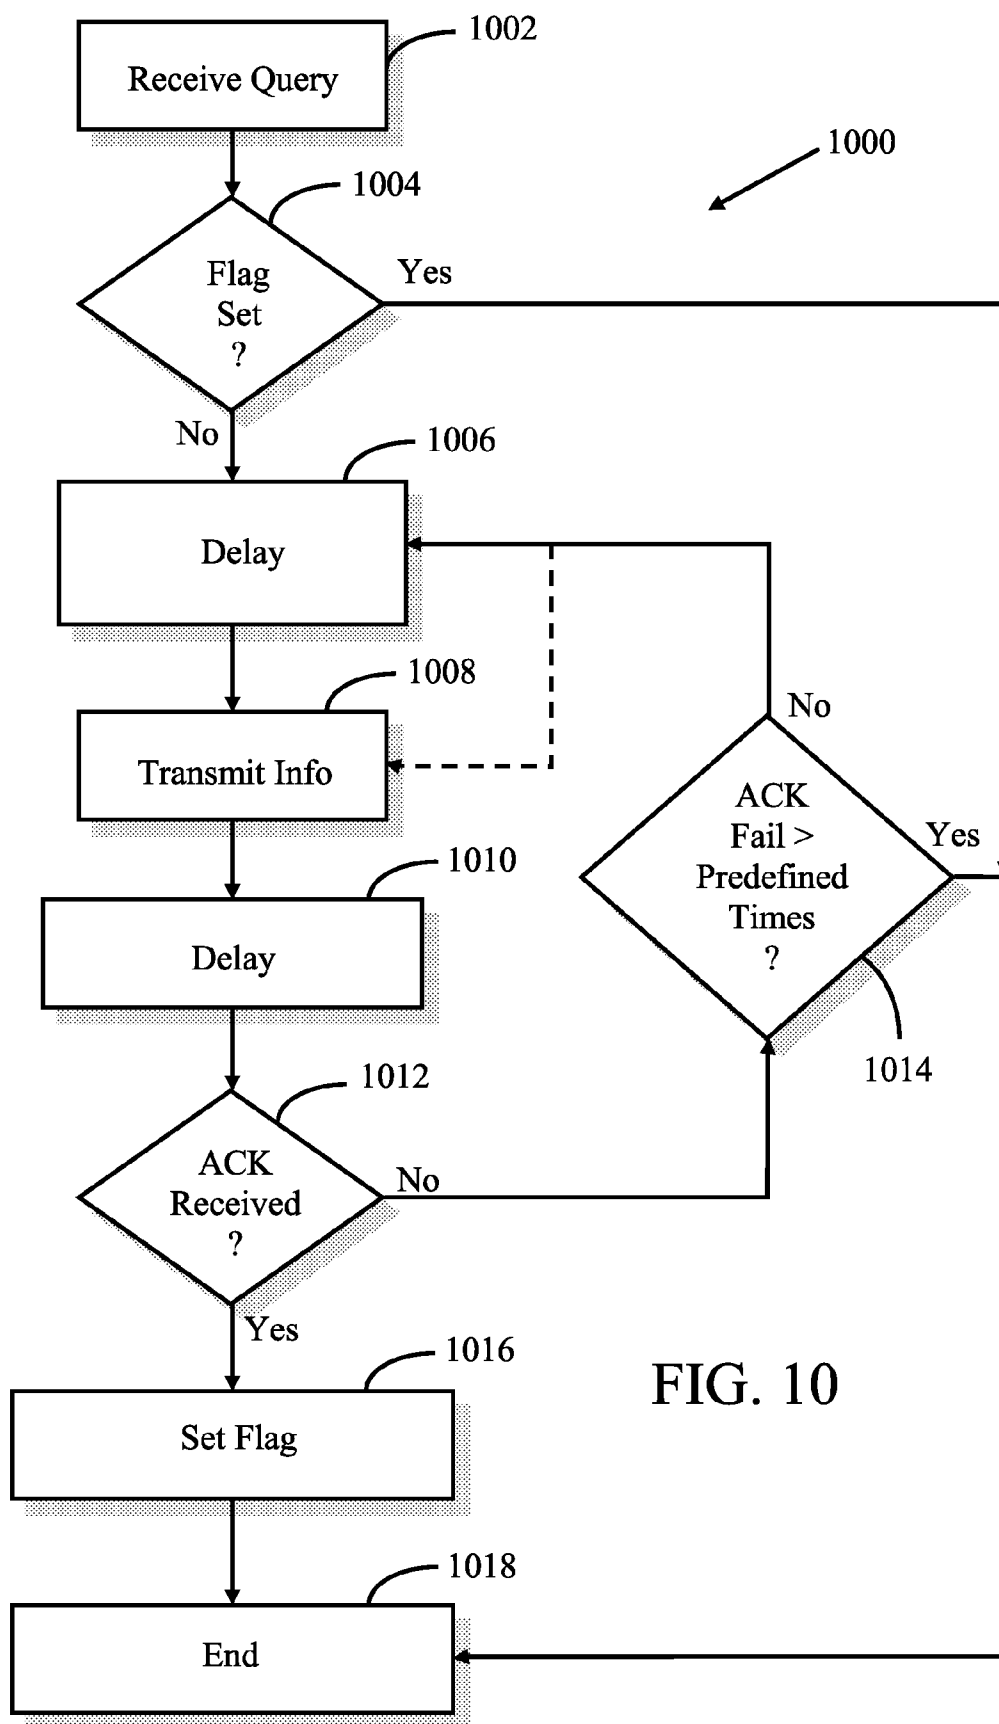 1002
Receive Query
1000
1004
Flag
Set
?
Yes
No
1006
Delay
1008
Transmit Info
No
ACK
Fail >
Predefined
Times
?
Yes
1010
Delay
1014
1012
ACK
Received
?
No
Yes
1016
Set Flag
FIG. 10
1018
End